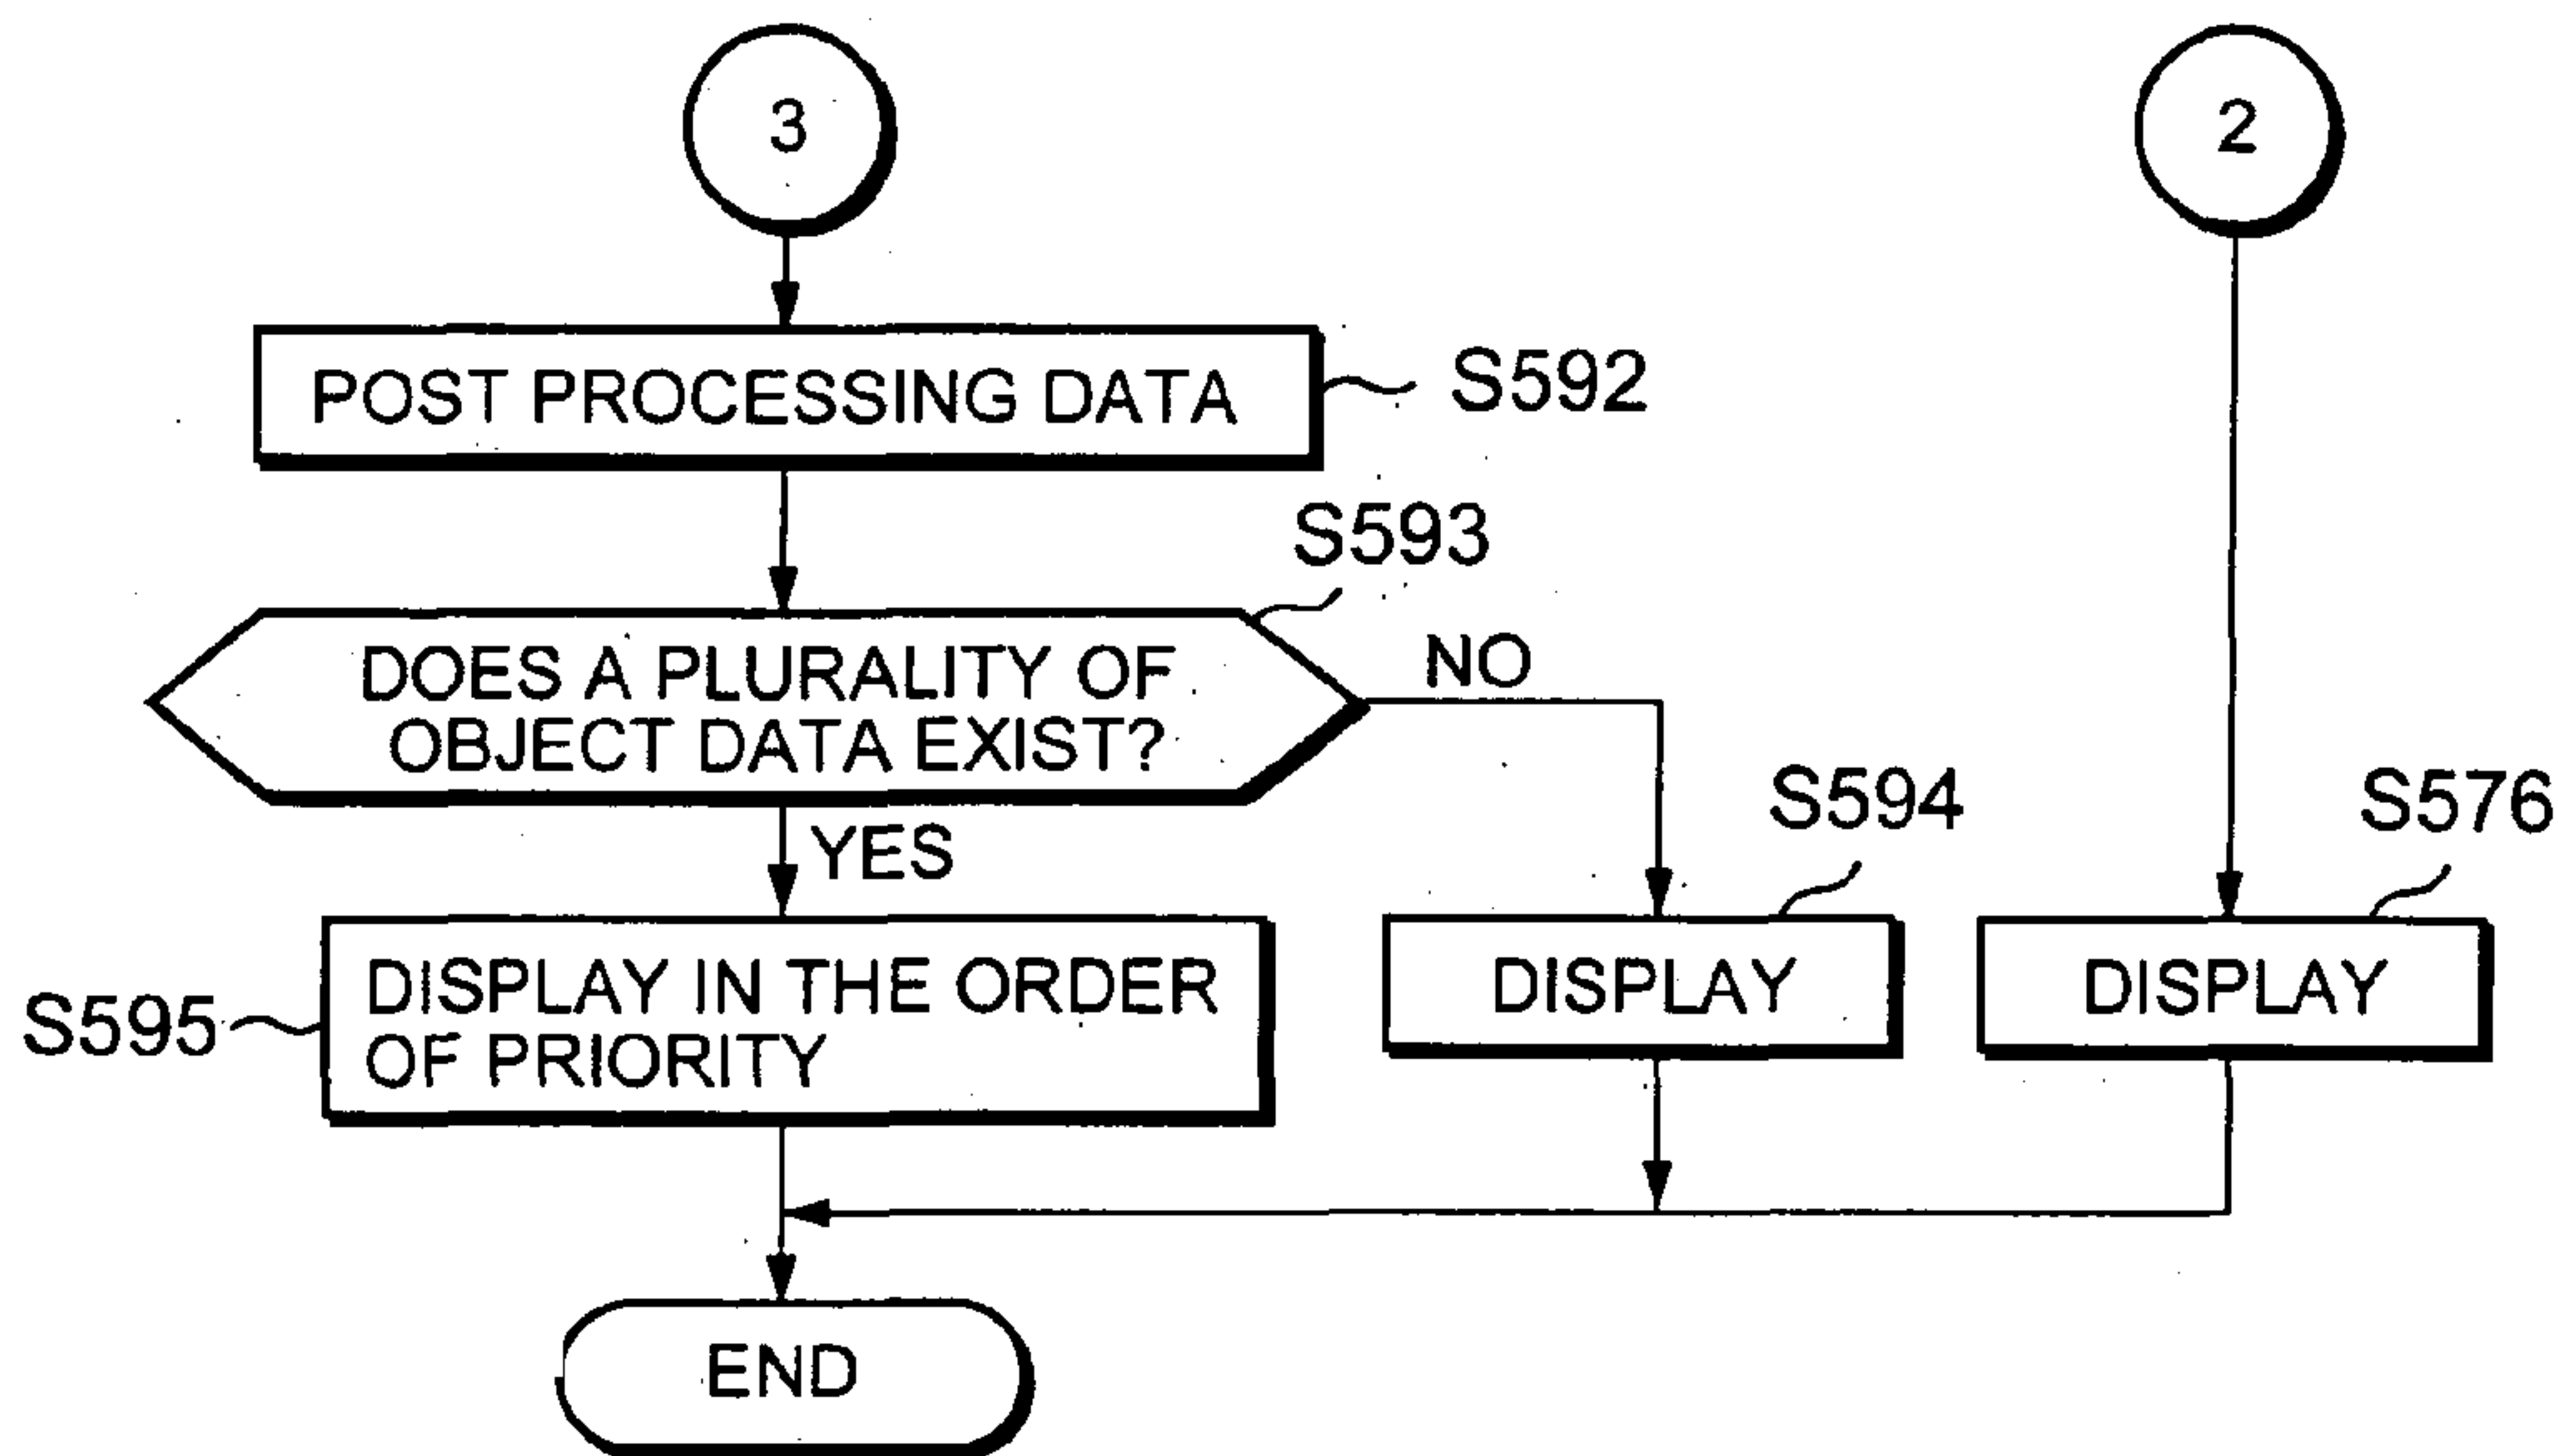 3
2
POST PROCESSING DATA
S592
S593
DOES A PLURALITY OF
OBJECT DATA EXIST?
NO
YES
S594
S576
S595
DISPLAY IN THE ORDER
OF PRIORITY
DISPLAY
DISPLAY
END